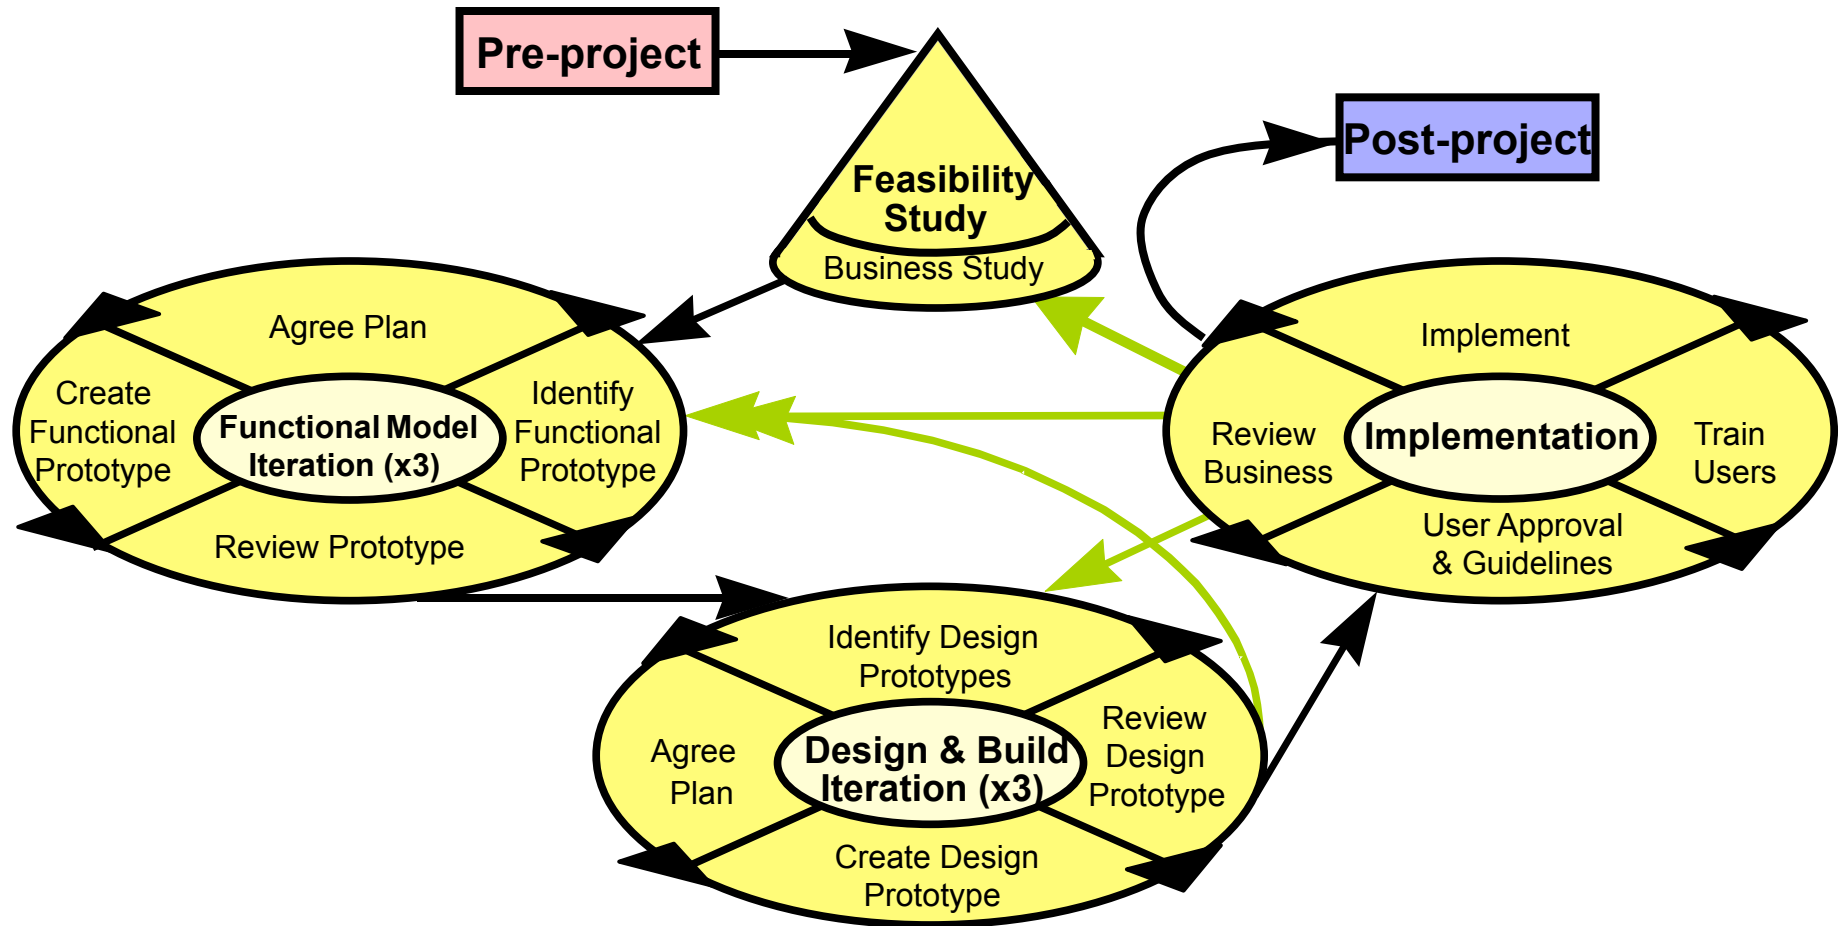 Pre-project
Post-project
Feasibility
Study
Business Study
Agree Plan
Create
Functional
Prototype
Functional Model
Iteration (x3)
Identify
Functional
Prototype
Review Prototype
Implement
Review
Business
Implementation
Train
Users
User Approval
& Guidelines
Identify Design
Prototypes
Agree
Plan
Design & Build
Iteration (x3)
Review
Design
Prototype
Create Design
Prototype